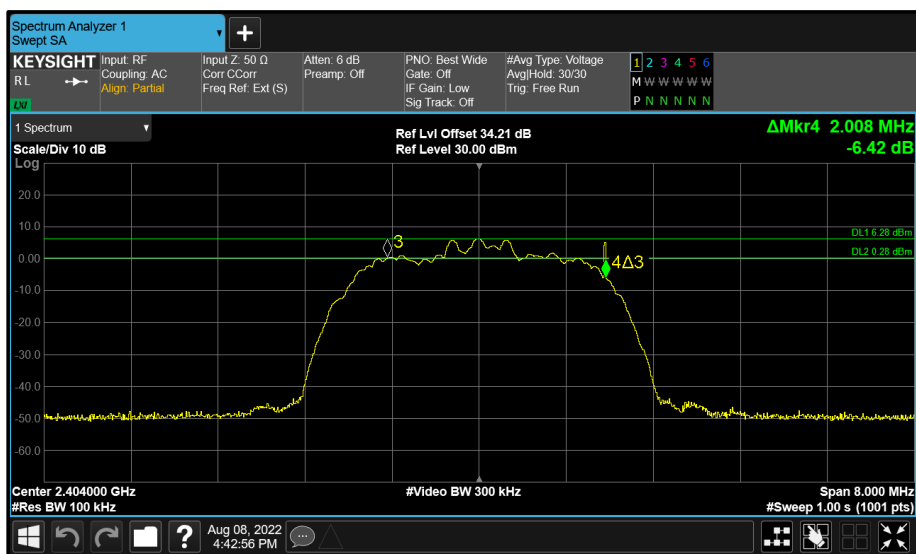 Spectrum Analyzer 1
Swept SA
+
KEYSIGHT
RL
LXI
Input: RF
Coupling: AC
Align: Partial
Input Z: 50 Ω
Corr CCorr
Freq Ref: Ext (S)
Atten: 6 dB
Preamp: Off
PNO: Best Wide
Gate: Off
IF Gain: Low
Sig Track: Off
#Avg Type: Voltage
Avg|Hold: 30/30
Trig: Free Run
1 2 3 4 5 6
M W W W W W
P N N N N N
1 Spectrum
Scale/Div 10 dB
Ref Lvl Offset 34.21 dB
Ref Level 30.00 dBm
ΔMkr4 2.008 MHz
-6.42 dB
Log
20.0
10.0
0.00
-10.0
-20.0
-30.0
-40.0
-50.0
-60.0
3
4Δ3
DL1 6.28 dBm
DL2 0.28 dBm
Center 2.404000 GHz
#Res BW 100 kHz
#Video BW 300 kHz
Span 8.000 MHz
#Sweep 1.00 s (1001 pts)
?
Aug 08, 2022
4:42:56 PM